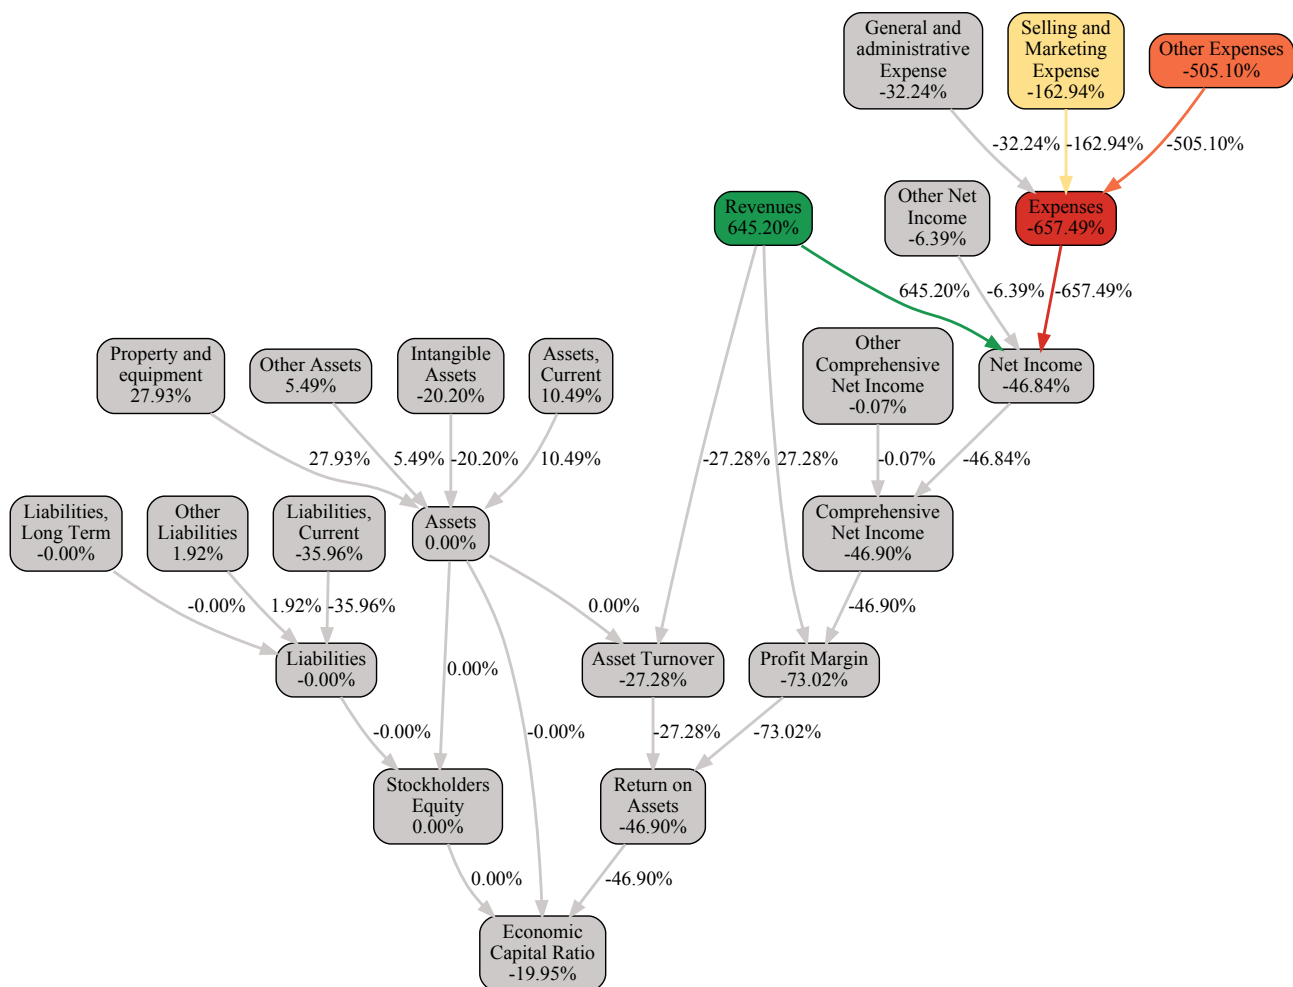 General and
administrative
Expense
-32.24%
Selling and
Marketing
Expense
-162.94%
Other Expenses
-505.10%
-32.24%
-162.94%
-505.10%
Revenues
645.20%
Other Net
Income
-6.39%
Expenses
-657.49%
645.20%
-6.39%
-657.49%
Property and
equipment
27.93%
Other Assets
5.49%
Intangible
Assets
-20.20%
Assets,
Current
10.49%
Other
Comprehensive
Net Income
-0.07%
Net Income
-46.84%
27.93%
5.49%
-20.20%
10.49%
-27.28%
27.28%
-0.07%
-46.84%
Liabilities,
Long Term
-0.00%
Other
Liabilities
1.92%
Liabilities,
Current
-35.96%
Assets
0.00%
Comprehensive
Net Income
-46.90%
-0.00%
1.92%
-35.96%
0.00%
-46.90%
Liabilities
-0.00%
0.00%
Asset Turnover
-27.28%
Profit Margin
-73.02%
-0.00%
-0.00%
-27.28%
-73.02%
Stockholders
Equity
0.00%
Return on
Assets
-46.90%
0.00%
-46.90%
Economic
Capital Ratio
-19.95%